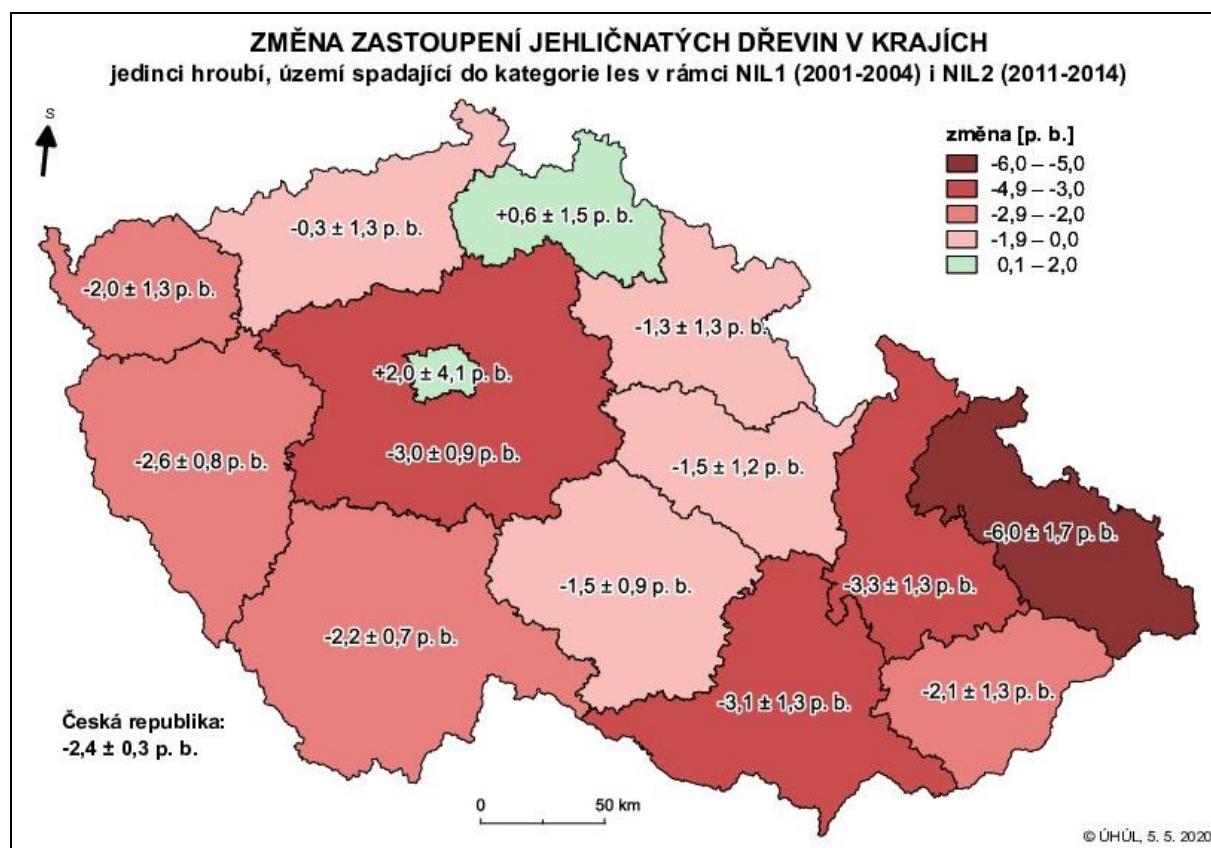 ZMĚNA ZASTOUPENÍ JEHLIČNATÝCH DŘEVIN V KRAJÍCH
jedinci hroubí, území spadající do kategorie les v rámci NIL1 (2001-2004) i NIL2 (2011-2014)
S
změna [p. b.]
-6,0 – -5,0
-4,9 – -3,0
-2,9 – -2,0
-1,9 – 0,0
0,1 – 2,0
+0,6 ± 1,5 p. b.
-0,3 ± 1,3 p. b.
-2,0 ± 1,3 p. b.
-1,3 ± 1,3 p. b.
+2,0 ± 4,1 p. b.
-3,0 ± 0,9 p. b.
-2,6 ± 0,8 p. b.
-1,5 ± 1,2 p. b.
-6,0 ± 1,7 p. b.
-1,5 ± 0,9 p. b.
-3,3 ± 1,3 p. b.
-2,2 ± 0,7 p. b.
-2,1 ± 1,3 p. b.
-3,1 ± 1,3 p. b.
Česká republika:
-2,4 ± 0,3 p. b.
0 50 km
© ÚHÚL, 5. 5. 2020